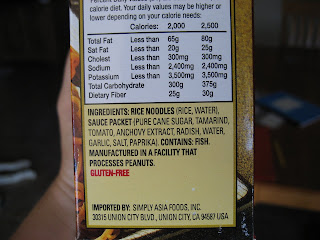 calorie diet. Your daily values may be higher or
lower depending on your calorie needs:
Calories: 2,000 2,500
Total Fat Less than 65g 80g
Sat Fat Less than 20g 25g
Cholest Less than 300mg 300mg
Sodium Less than 2,400mg 2,400mg
Potassium Less than 3,500mg 3,500mg
Total Carbohydrate 300g 375g
Dietary Fiber 25g 30g
INGREDIENTS: RICE NOODLES (RICE, WATER),
SAUCE PACKET (PURE CANE SUGAR, TAMARIND,
TOMATO, ANCHOVY EXTRACT, RADISH, WATER,
GARLIC, SALT, PAPRIKA). CONTAINS: FISH.
MANUFACTURED IN A FACILITY THAT
PROCESSES PEANUTS.
GLUTEN-FREE
IMPORTED BY: SIMPLY ASIA FOODS, INC.
30315 UNION CITY BLVD., UNION CITY, CA 94587 USA